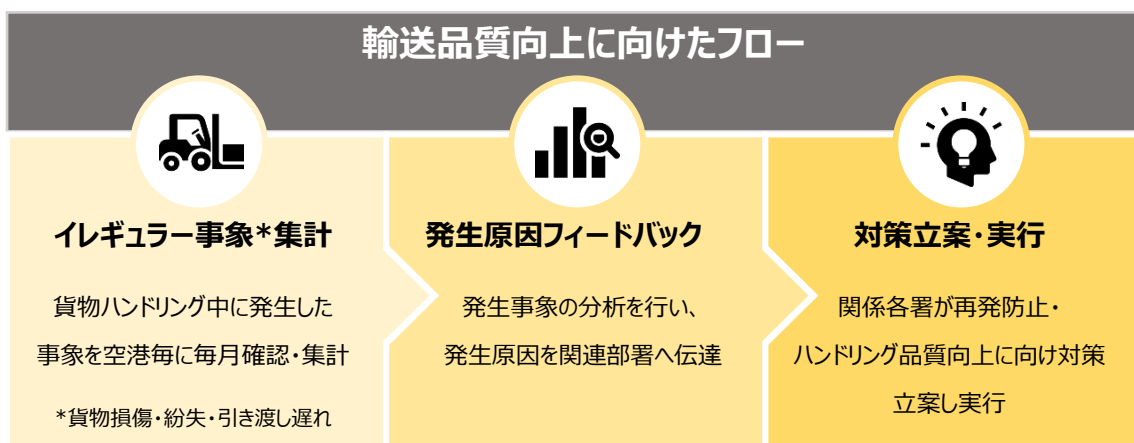 輸送品質向上に向けたフロー
イレギュラー事象*集計
貨物ハンドリング中に発生した
事象を空港毎に毎月確認・集計
*貨物損傷・紛失・引き渡し遅れ
発生原因フィードバック
発生事象の分析を行い、
発生原因を関連部署へ伝達
対策立案・実行
関係各署が再発防止・
ハンドリング品質向上に向け対策
立案し実行